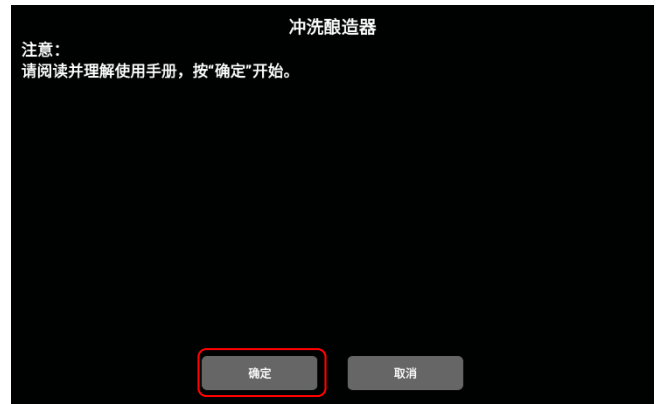 冲洗酿造器
注意：
请阅读并理解使用手册，按“确定”开始。
确定
取消